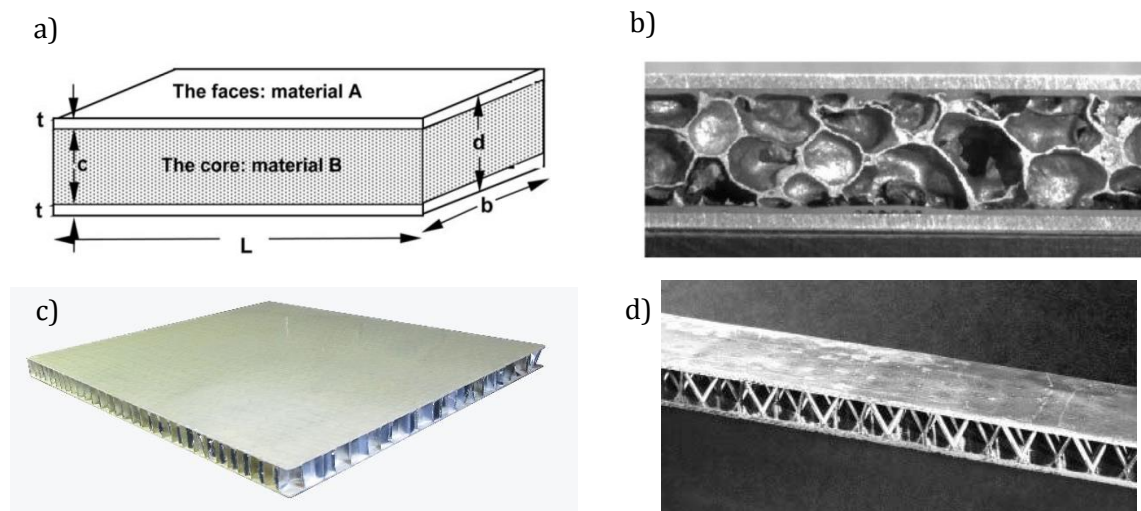 a)
b)
The faces: material A
t
c
The core: material B
d
t
b
L
c)
d)